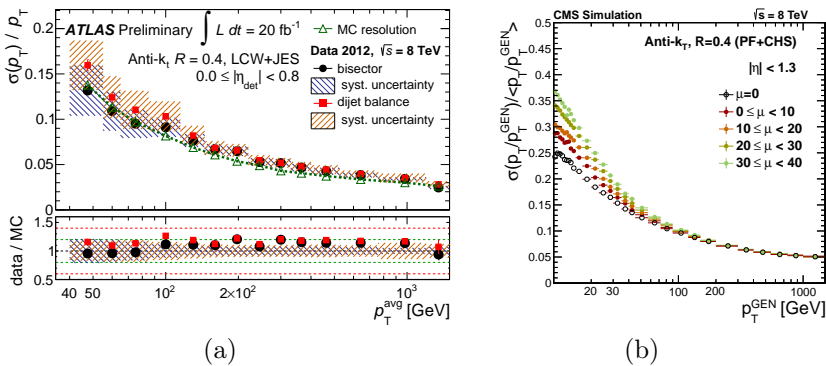 ATLAS Preliminary ∫ L dt = 20 fb⁻¹
MC resolution
Data 2012, √s = 8 TeV
Anti-kt R = 0.4, LCW+JES
0.0 ≤ |ηdet| < 0.8
bisector
syst. uncertainty
dijet balance
syst. uncertainty
σ(pT) / pT
0.2
0.15
0.1
0.05
0
data / MC
1.5
1
0.5
40 50 10² 2×10² 10³
pTavg [GeV]
(a)
CMS Simulation √s = 8 TeV
Anti-kT, R=0.4 (PF+CHS)
|η| < 1.3
μ=0
0 ≤ μ < 10
10 ≤ μ < 20
20 ≤ μ < 30
30 ≤ μ < 40
σ(pT/pTGEN)/<pT/pTGEN>
0.5
0.45
0.4
0.35
0.3
0.25
0.2
0.15
0.1
0.05
0
20 30 100 200 1000
pTGEN [GeV]
(b)